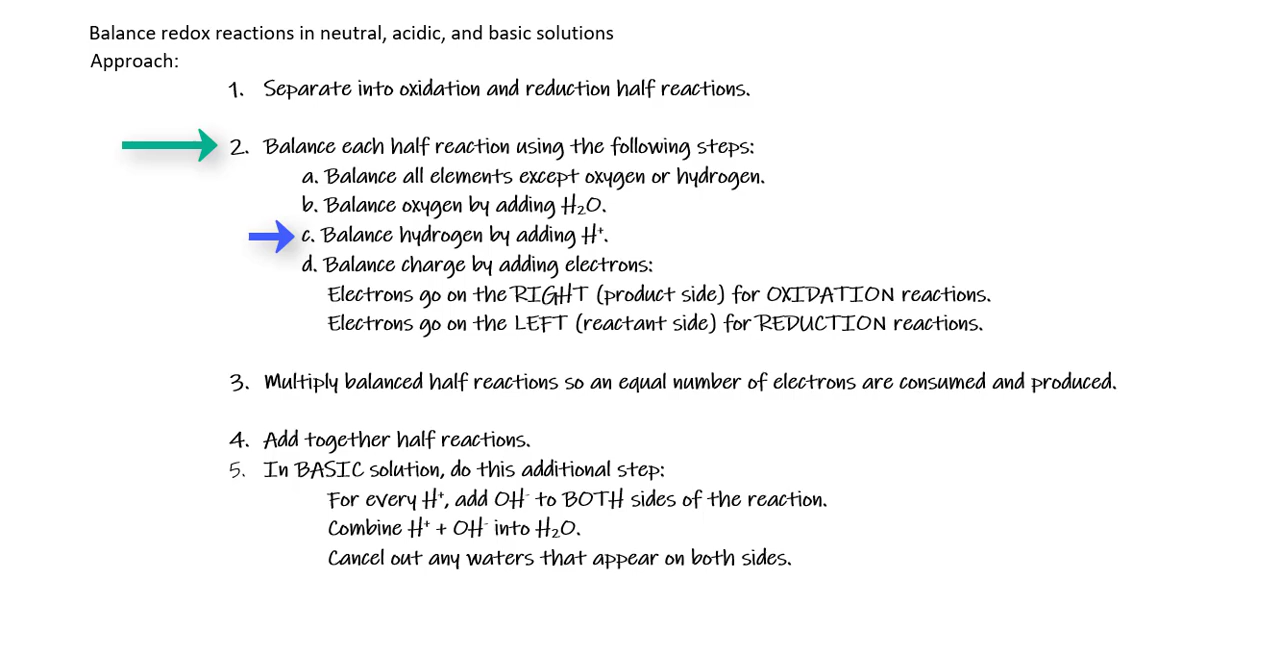 Balance redox reactions in neutral, acidic, and basic solutions
Approach:
1. Separate into oxidation and reduction half reactions.
2. Balance each half reaction using the following steps:
a. Balance all elements except oxygen or hydrogen.
b. Balance oxygen by adding H₂O.
c. Balance hydrogen by adding H⁺.
d. Balance charge by adding electrons:
Electrons go on the RIGHT (product side) for OXIDATION reactions.
Electrons go on the LEFT (reactant side) for REDUCTION reactions.
3. Multiply balanced half reactions so an equal number of electrons are consumed and produced.
4. Add together half reactions.
5. In BASIC solution, do this additional step:
For every H⁺, add OH⁻ to BOTH sides of the reaction.
Combine H⁺ + OH⁻ into H₂O.
Cancel out any waters that appear on both sides.